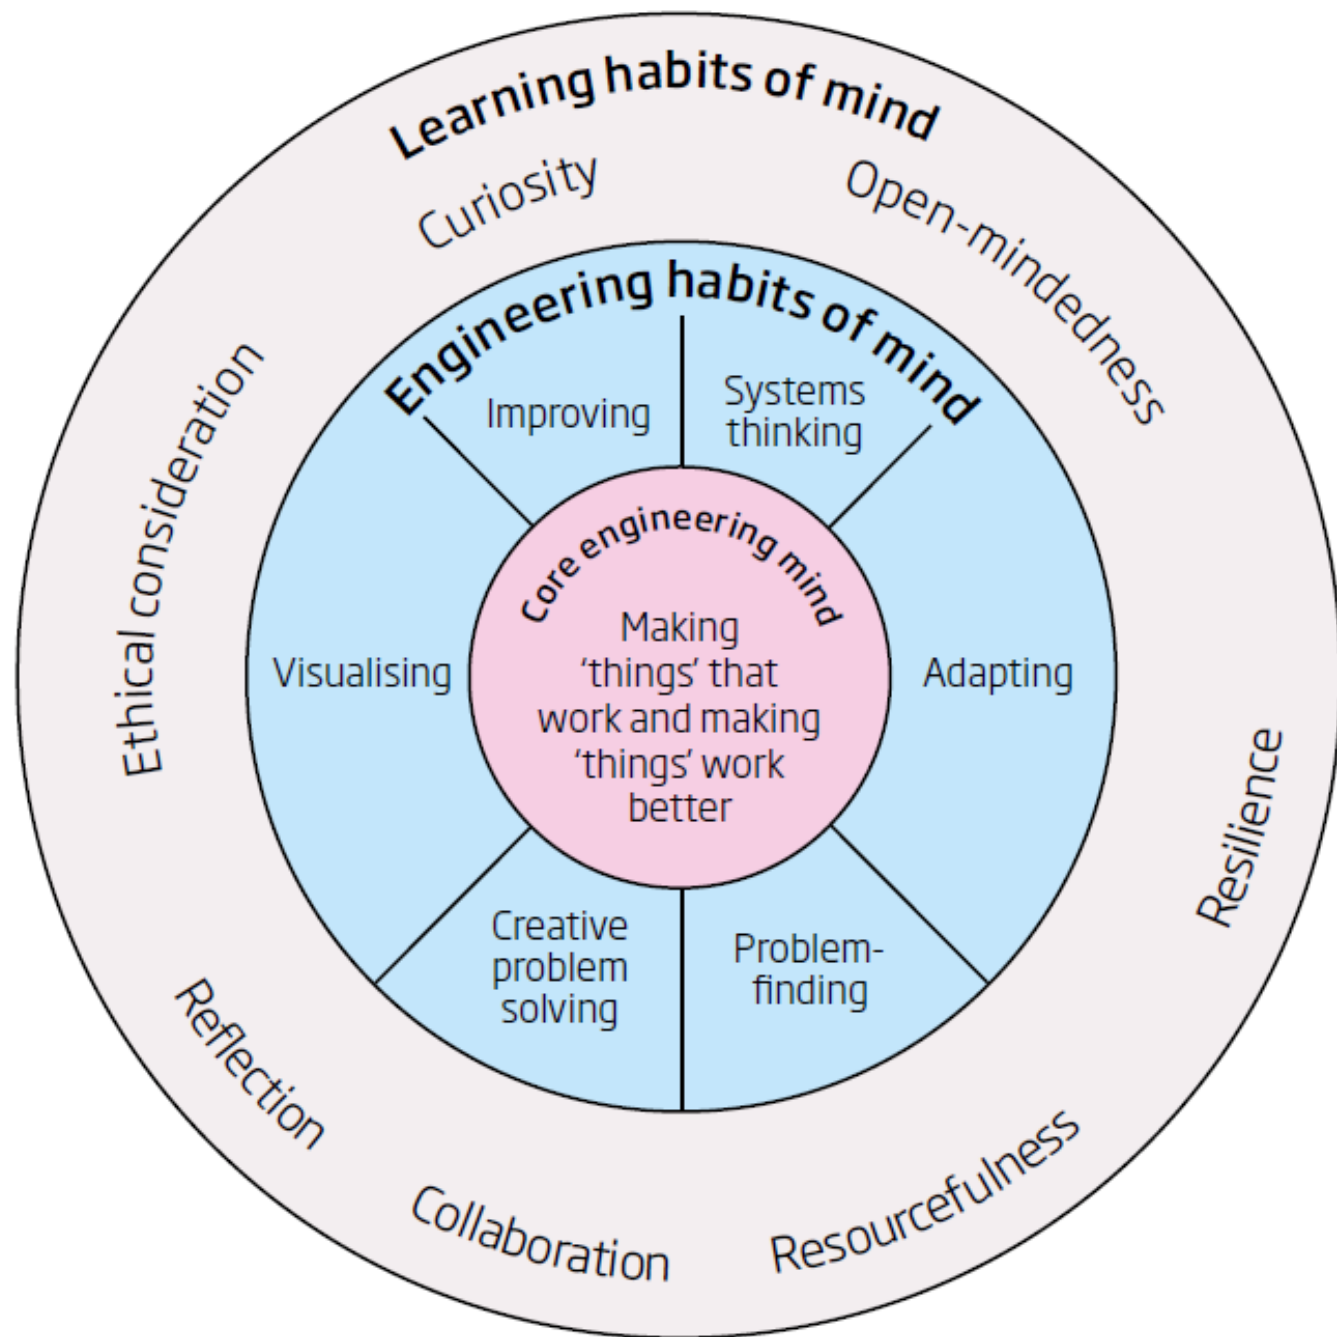 Learning habits of mind
Curiosity
Open-mindedness
Resilience
Resourcefulness
Collaboration
Reflection
Ethical consideration
Engineering habits of mind
Improving
Systems
thinking
Adapting
Problem-
finding
Creative
problem
solving
Visualising
Core engineering mind
Making
‘things’ that
work and making
‘things’ work
better